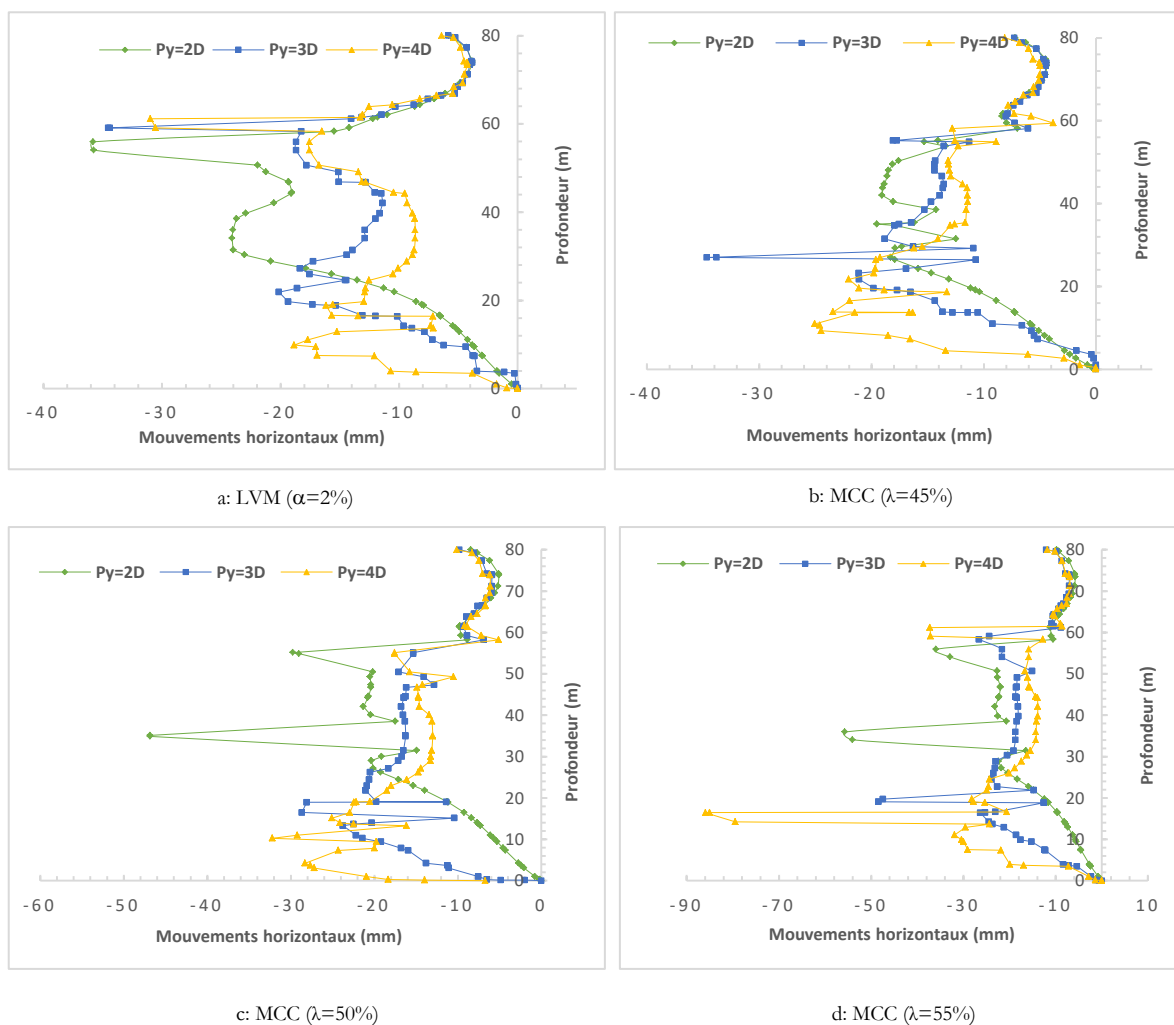 Py=2D Py=3D Py=4D
80
60
40
20
0
-40 -30 -20 -10 0
Profondeur (m)
Mouvements horizontaux (mm)
a: LVM (α=2%)
Py=2D Py=3D Py=4D
80
60
40
20
0
-40 -30 -20 -10 0
Profondeur (m)
Mouvements horizontaux (mm)
b: MCC (λ=45%)
Py=2D Py=3D Py=4D
80
70
60
50
40
30
20
10
0
-60 -50 -40 -30 -20 -10 0
Profondeur (m)
Mouvements horizontaux (mm)
c: MCC (λ=50%)
Py=2D Py=3D Py=4D
80
70
60
50
40
30
20
10
0
-90 -70 -50 -30 -10 10
Profondeur (m)
Mouvements horizontaux (mm)
d: MCC (λ=55%)